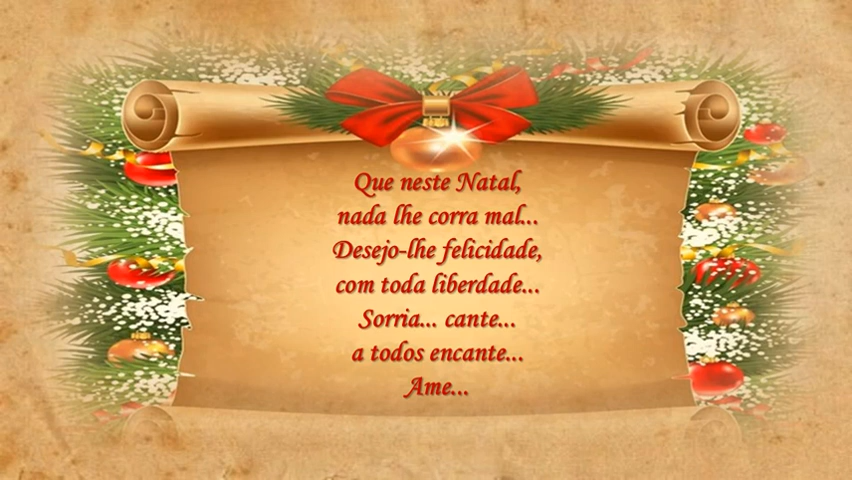 Que neste Natal,
nada lhe corra mal...
Desejo-lhe felicidade,
com toda liberdade...
Sorria... cante...
a todos encante...
Ame...